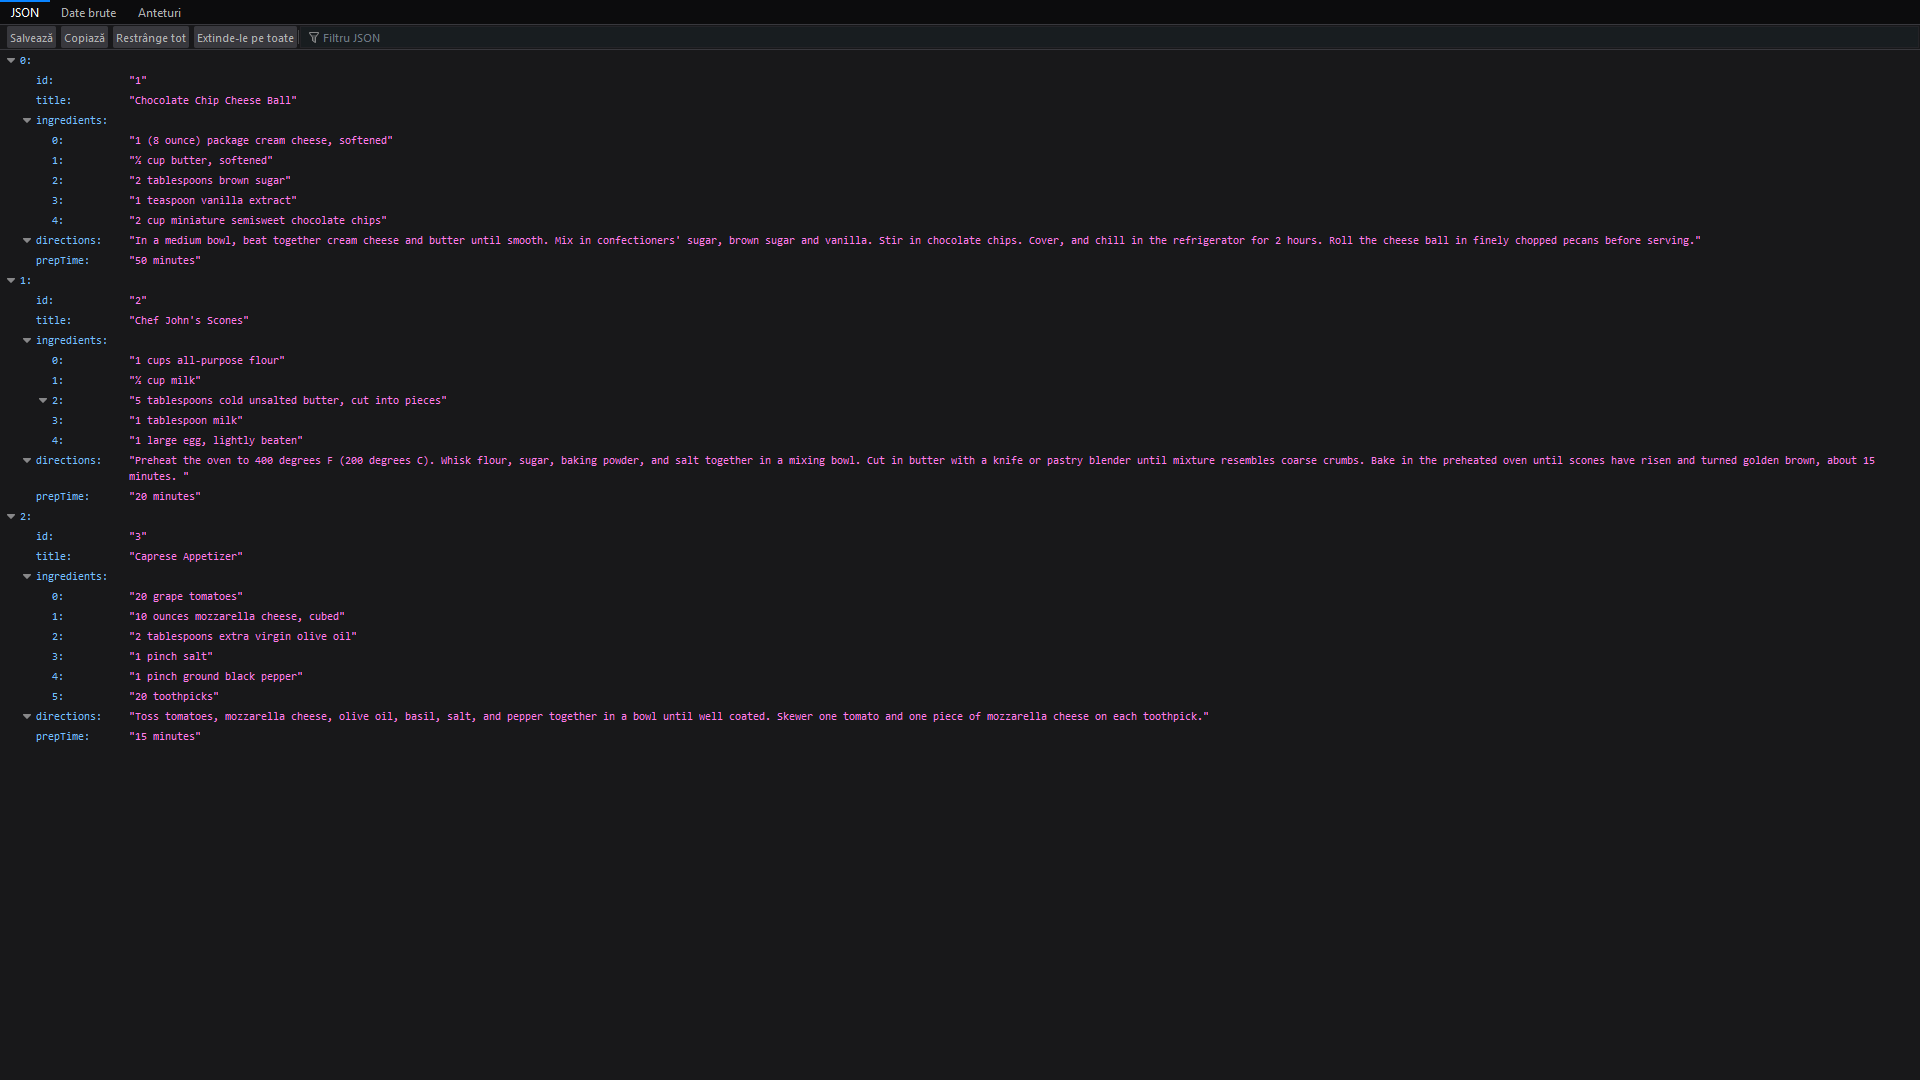 JSON Date brute Anteturi
Salvează Copiază Restrânge tot Extinde-le pe toate Filtru JSON
0:
id: "1"
title: "Chocolate Chip Cheese Ball"
ingredients:
0: "1 (8 ounce) package cream cheese, softened"
1: "½ cup butter, softened"
2: "2 tablespoons brown sugar"
3: "1 teaspoon vanilla extract"
4: "2 cup miniature semisweet chocolate chips"
directions: "In a medium bowl, beat together cream cheese and butter until smooth. Mix in confectioners' sugar, brown sugar and vanilla. Stir in chocolate chips. Cover, and chill in the refrigerator for 2 hours. Roll the cheese ball in finely chopped pecans before serving."
prepTime: "50 minutes"
1:
id: "2"
title: "Chef John's Scones"
ingredients:
0: "1 cups all-purpose flour"
1: "½ cup milk"
2: "5 tablespoons cold unsalted butter, cut into pieces"
3: "1 tablespoon milk"
4: "1 large egg, lightly beaten"
directions: "Preheat the oven to 400 degrees F (200 degrees C). Whisk flour, sugar, baking powder, and salt together in a mixing bowl. Cut in butter with a knife or pastry blender until mixture resembles coarse crumbs. Bake in the preheated oven until scones have risen and turned golden brown, about 15
minutes. "
prepTime: "20 minutes"
2:
id: "3"
title: "Caprese Appetizer"
ingredients:
0: "20 grape tomatoes"
1: "10 ounces mozzarella cheese, cubed"
2: "2 tablespoons extra virgin olive oil"
3: "1 pinch salt"
4: "1 pinch ground black pepper"
5: "20 toothpicks"
directions: "Toss tomatoes, mozzarella cheese, olive oil, basil, salt, and pepper together in a bowl until well coated. Skewer one tomato and one piece of mozzarella cheese on each toothpick."
prepTime: "15 minutes"